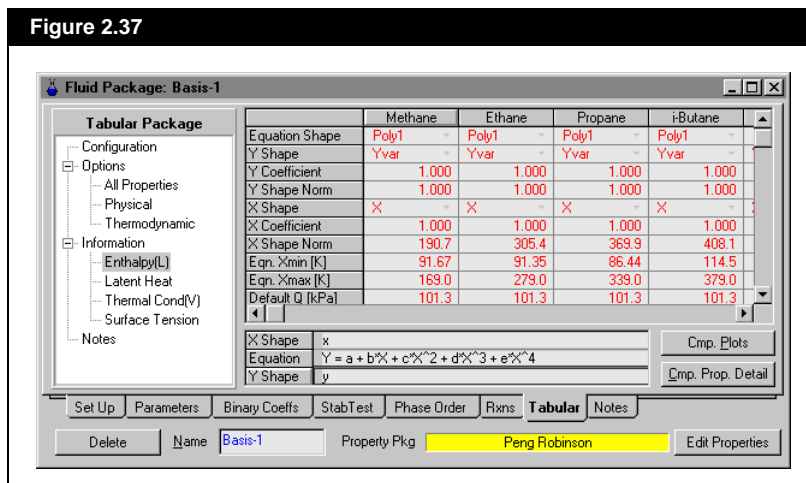 Figure 2.37
Fluid Package: Basis-1
Tabular Package
Configuration
Options
All Properties
Physical
Thermodynamic
Information
Enthalpy(L)
Latent Heat
Thermal Cond(V)
Surface Tension
Notes
Methane Ethane Propane i-Butane
Equation Shape Poly1 Poly1 Poly1 Poly1
Y Shape Yvar Yvar Yvar Yvar
Y Coefficient 1.000 1.000 1.000 1.000
Y Shape Norm 1.000 1.000 1.000 1.000
X Shape X X X X
X Coefficient 1.000 1.000 1.000 1.000
X Shape Norm 190.7 305.4 369.9 408.1
Eqn. Xmin [K] 91.67 91.35 86.44 114.5
Eqn. Xmax [K] 169.0 279.0 339.0 379.0
Default Q [kPa] 101.3 101.3 101.3 101.3
X Shape x
Equation Y = a + b*X + c*X^2 + d*X^3 + e*X^4
Y Shape y
Cmp. Plots
Cmp. Prop. Detail
Set Up Parameters Binary Coeffs StabTest Phase Order Rxns Tabular Notes
Delete Name Basis-1 Property Pkg Peng Robinson Edit Properties